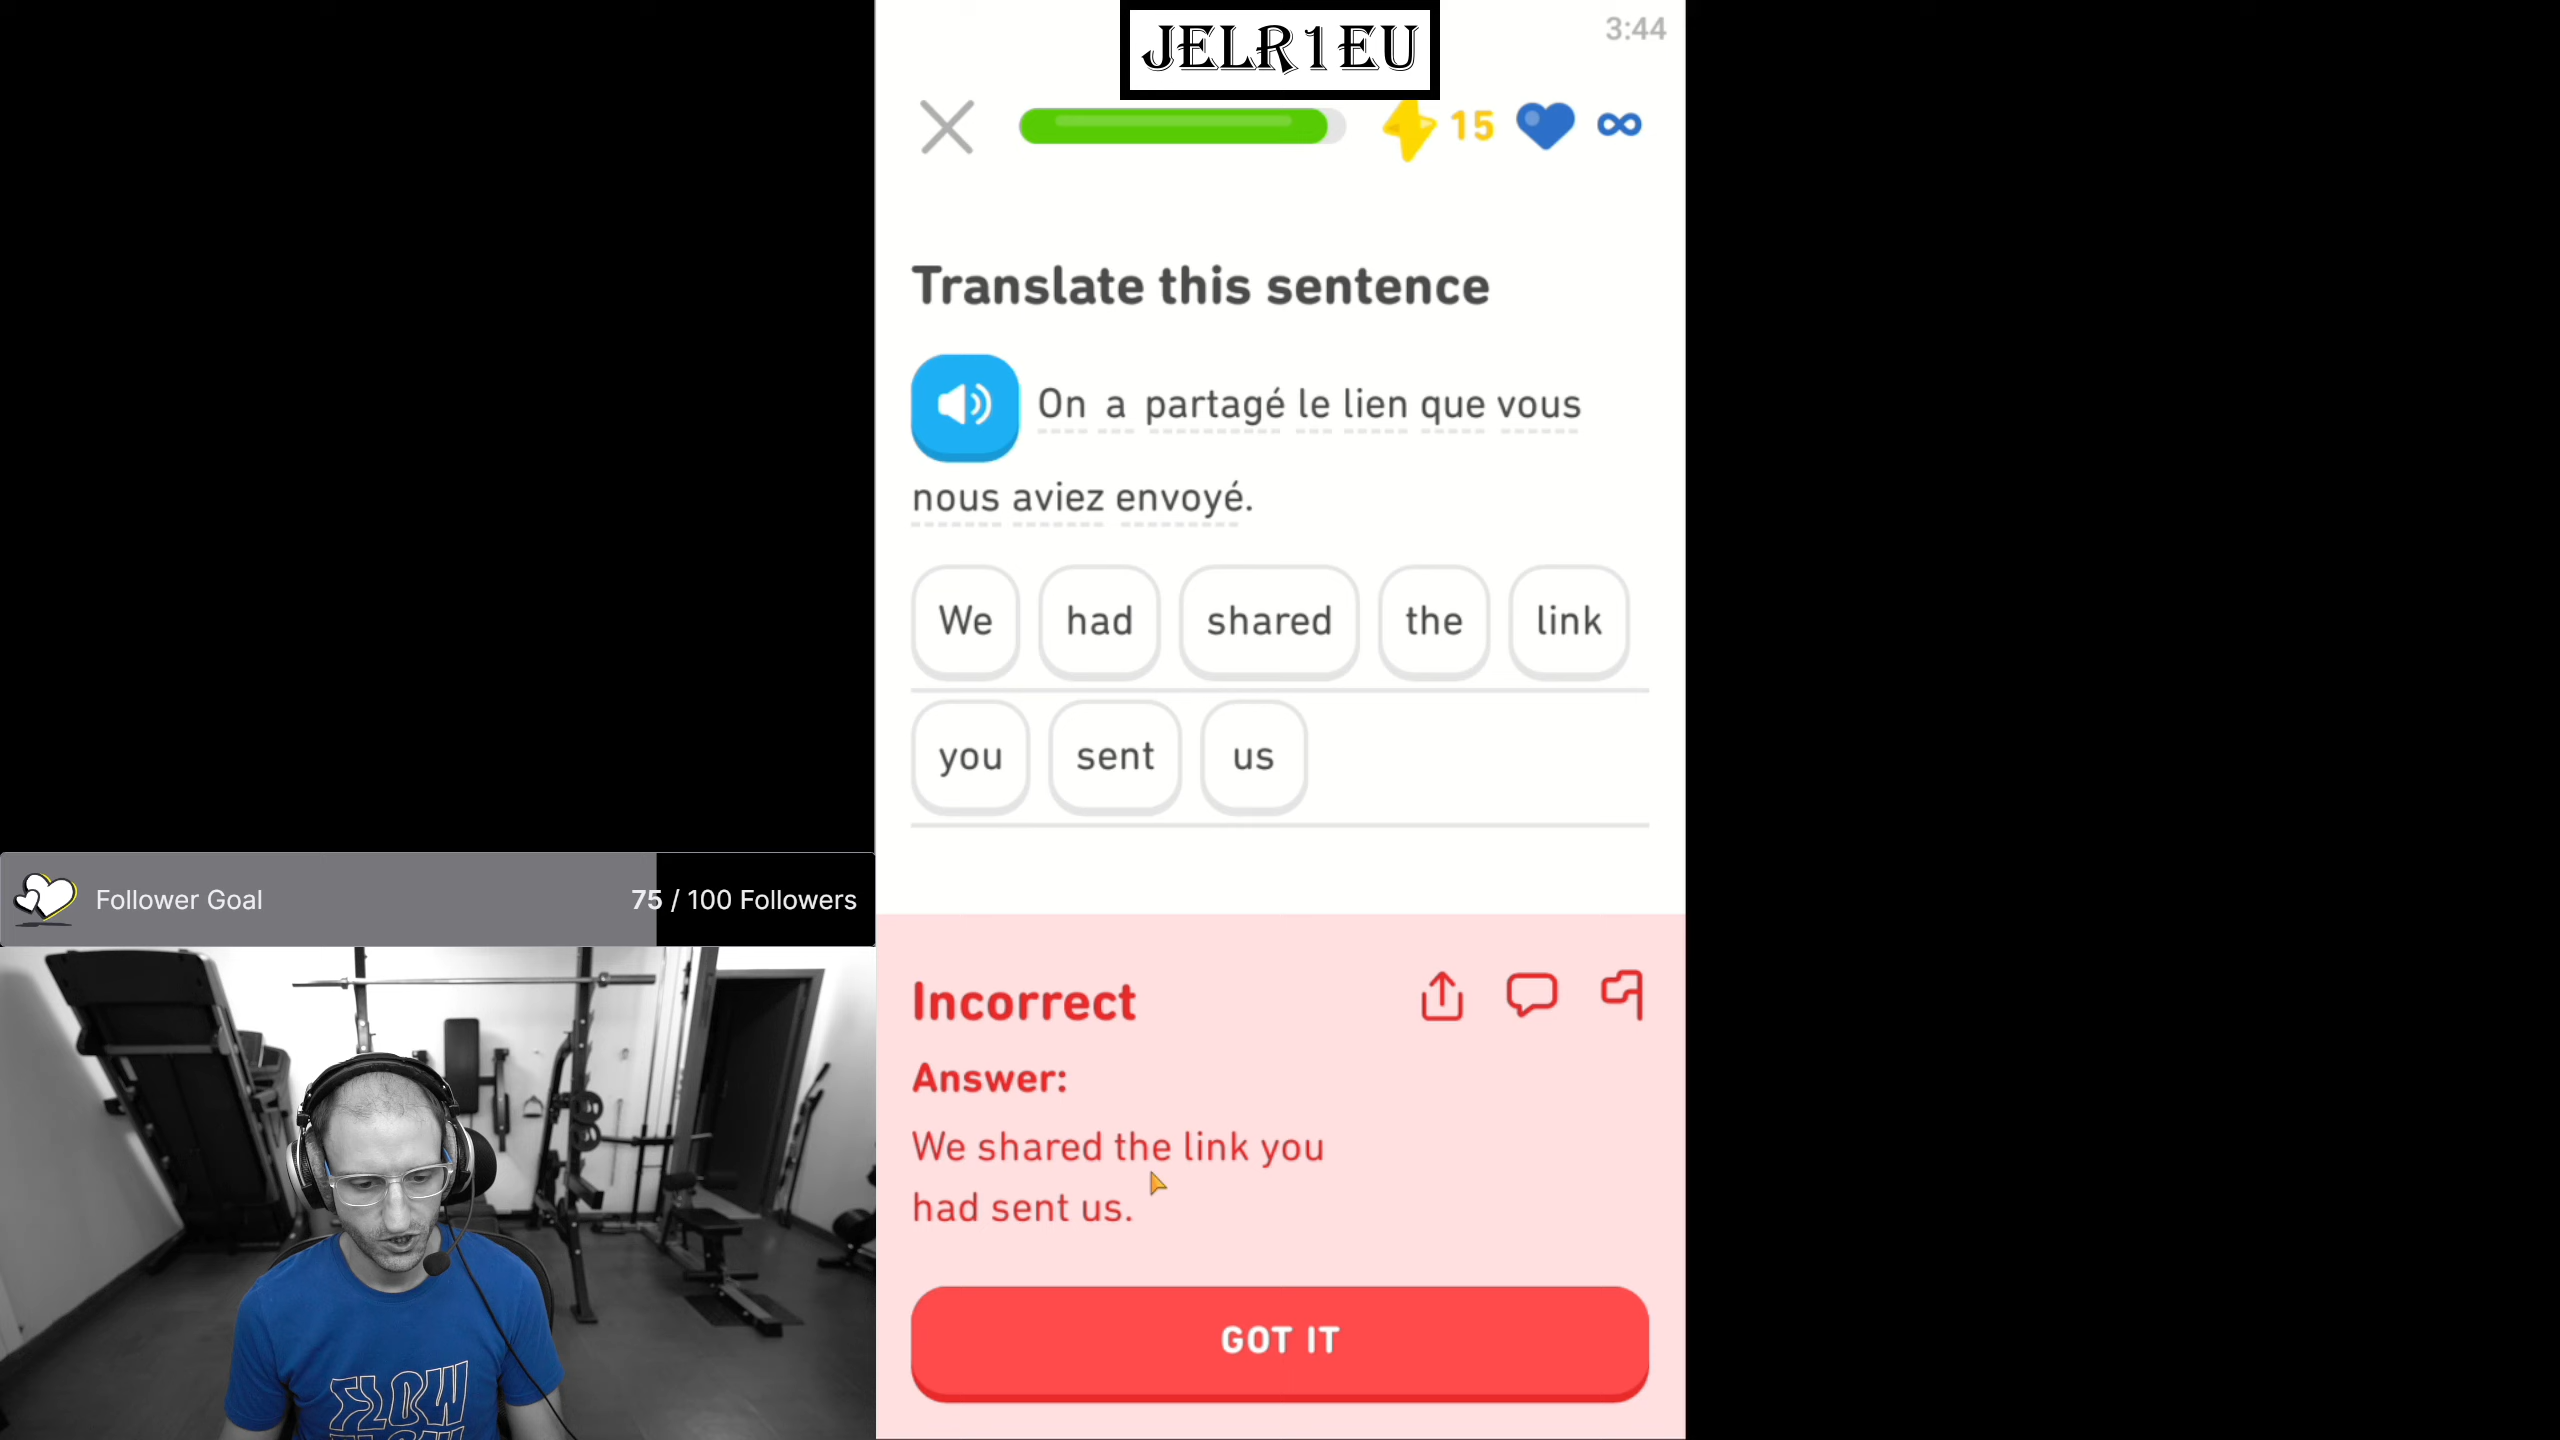 JELR1EU
3:44
15
Translate this sentence
On a partagé le lien que vous
nous aviez envoyé.
We had shared the link
you sent us
Follower Goal
75 / 100 Followers
Incorrect
Answer:
We shared the link you
had sent us.
GOT IT
FLOW